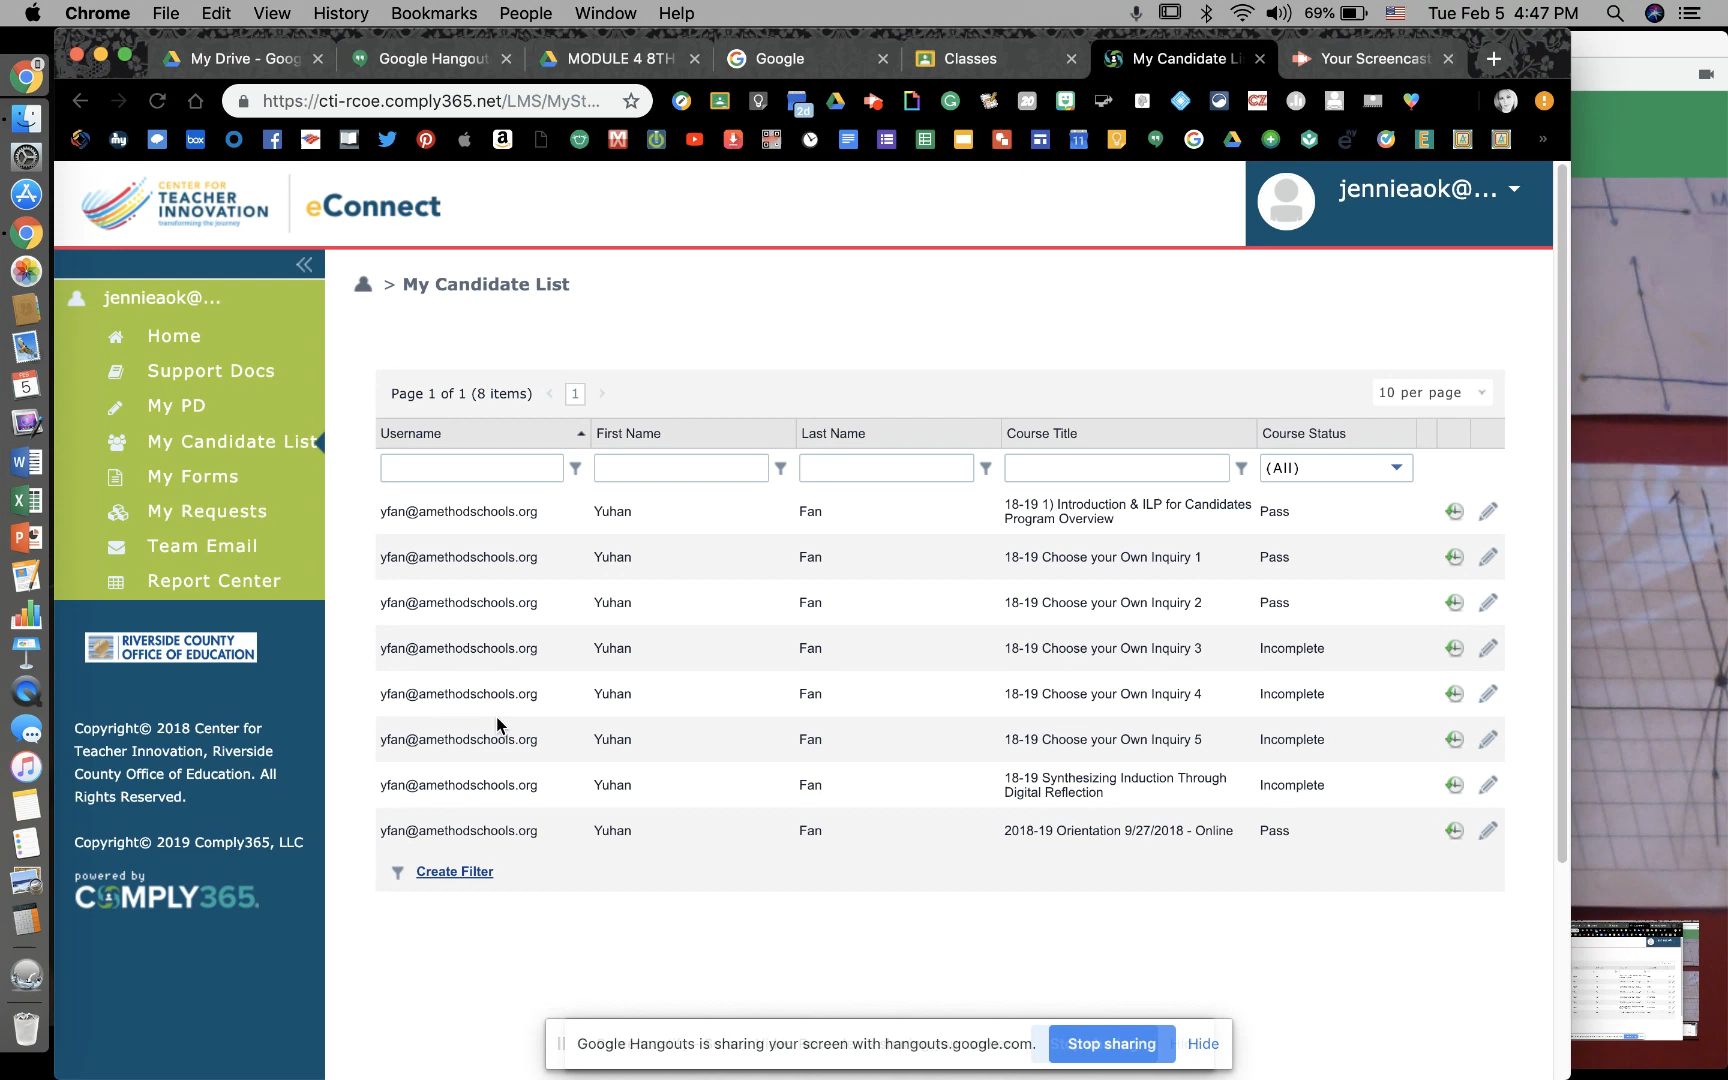 Chrome File Edit View History Bookmarks People Window Help 69% Tue Feb 5 4:47 PM
My Drive - Goog Google Hangout MODULE 4 8TH Google Classes My Candidate Li Your Screencast
https://cti-rcoe.comply365.net/LMS/MySt...
CENTER FOR
TEACHER
INNOVATION
transforming the journey
eConnect
jennieaok@...
jennieaok@...
Home
Support Docs
My PD
My Candidate List
My Forms
My Requests
Team Email
Report Center
RIVERSIDE COUNTY
OFFICE OF EDUCATION
Copyright© 2018 Center for
Teacher Innovation, Riverside
County Office of Education. All
Rights Reserved.
Copyright© 2019 Comply365, LLC
powered by
COMPLY365.
> My Candidate List
Page 1 of 1 (8 items) 1 10 per page
Username First Name Last Name Course Title Course Status
(All)
yfan@amethodschools.org Yuhan Fan 18-19 1) Introduction & ILP for Candidates Program Overview Pass
yfan@amethodschools.org Yuhan Fan 18-19 Choose your Own Inquiry 1 Pass
yfan@amethodschools.org Yuhan Fan 18-19 Choose your Own Inquiry 2 Pass
yfan@amethodschools.org Yuhan Fan 18-19 Choose your Own Inquiry 3 Incomplete
yfan@amethodschools.org Yuhan Fan 18-19 Choose your Own Inquiry 4 Incomplete
yfan@amethodschools.org Yuhan Fan 18-19 Choose your Own Inquiry 5 Incomplete
yfan@amethodschools.org Yuhan Fan 18-19 Synthesizing Induction Through Digital Reflection Incomplete
yfan@amethodschools.org Yuhan Fan 2018-19 Orientation 9/27/2018 - Online Pass
Create Filter
Google Hangouts is sharing your screen with hangouts.google.com. Stop sharing Hide